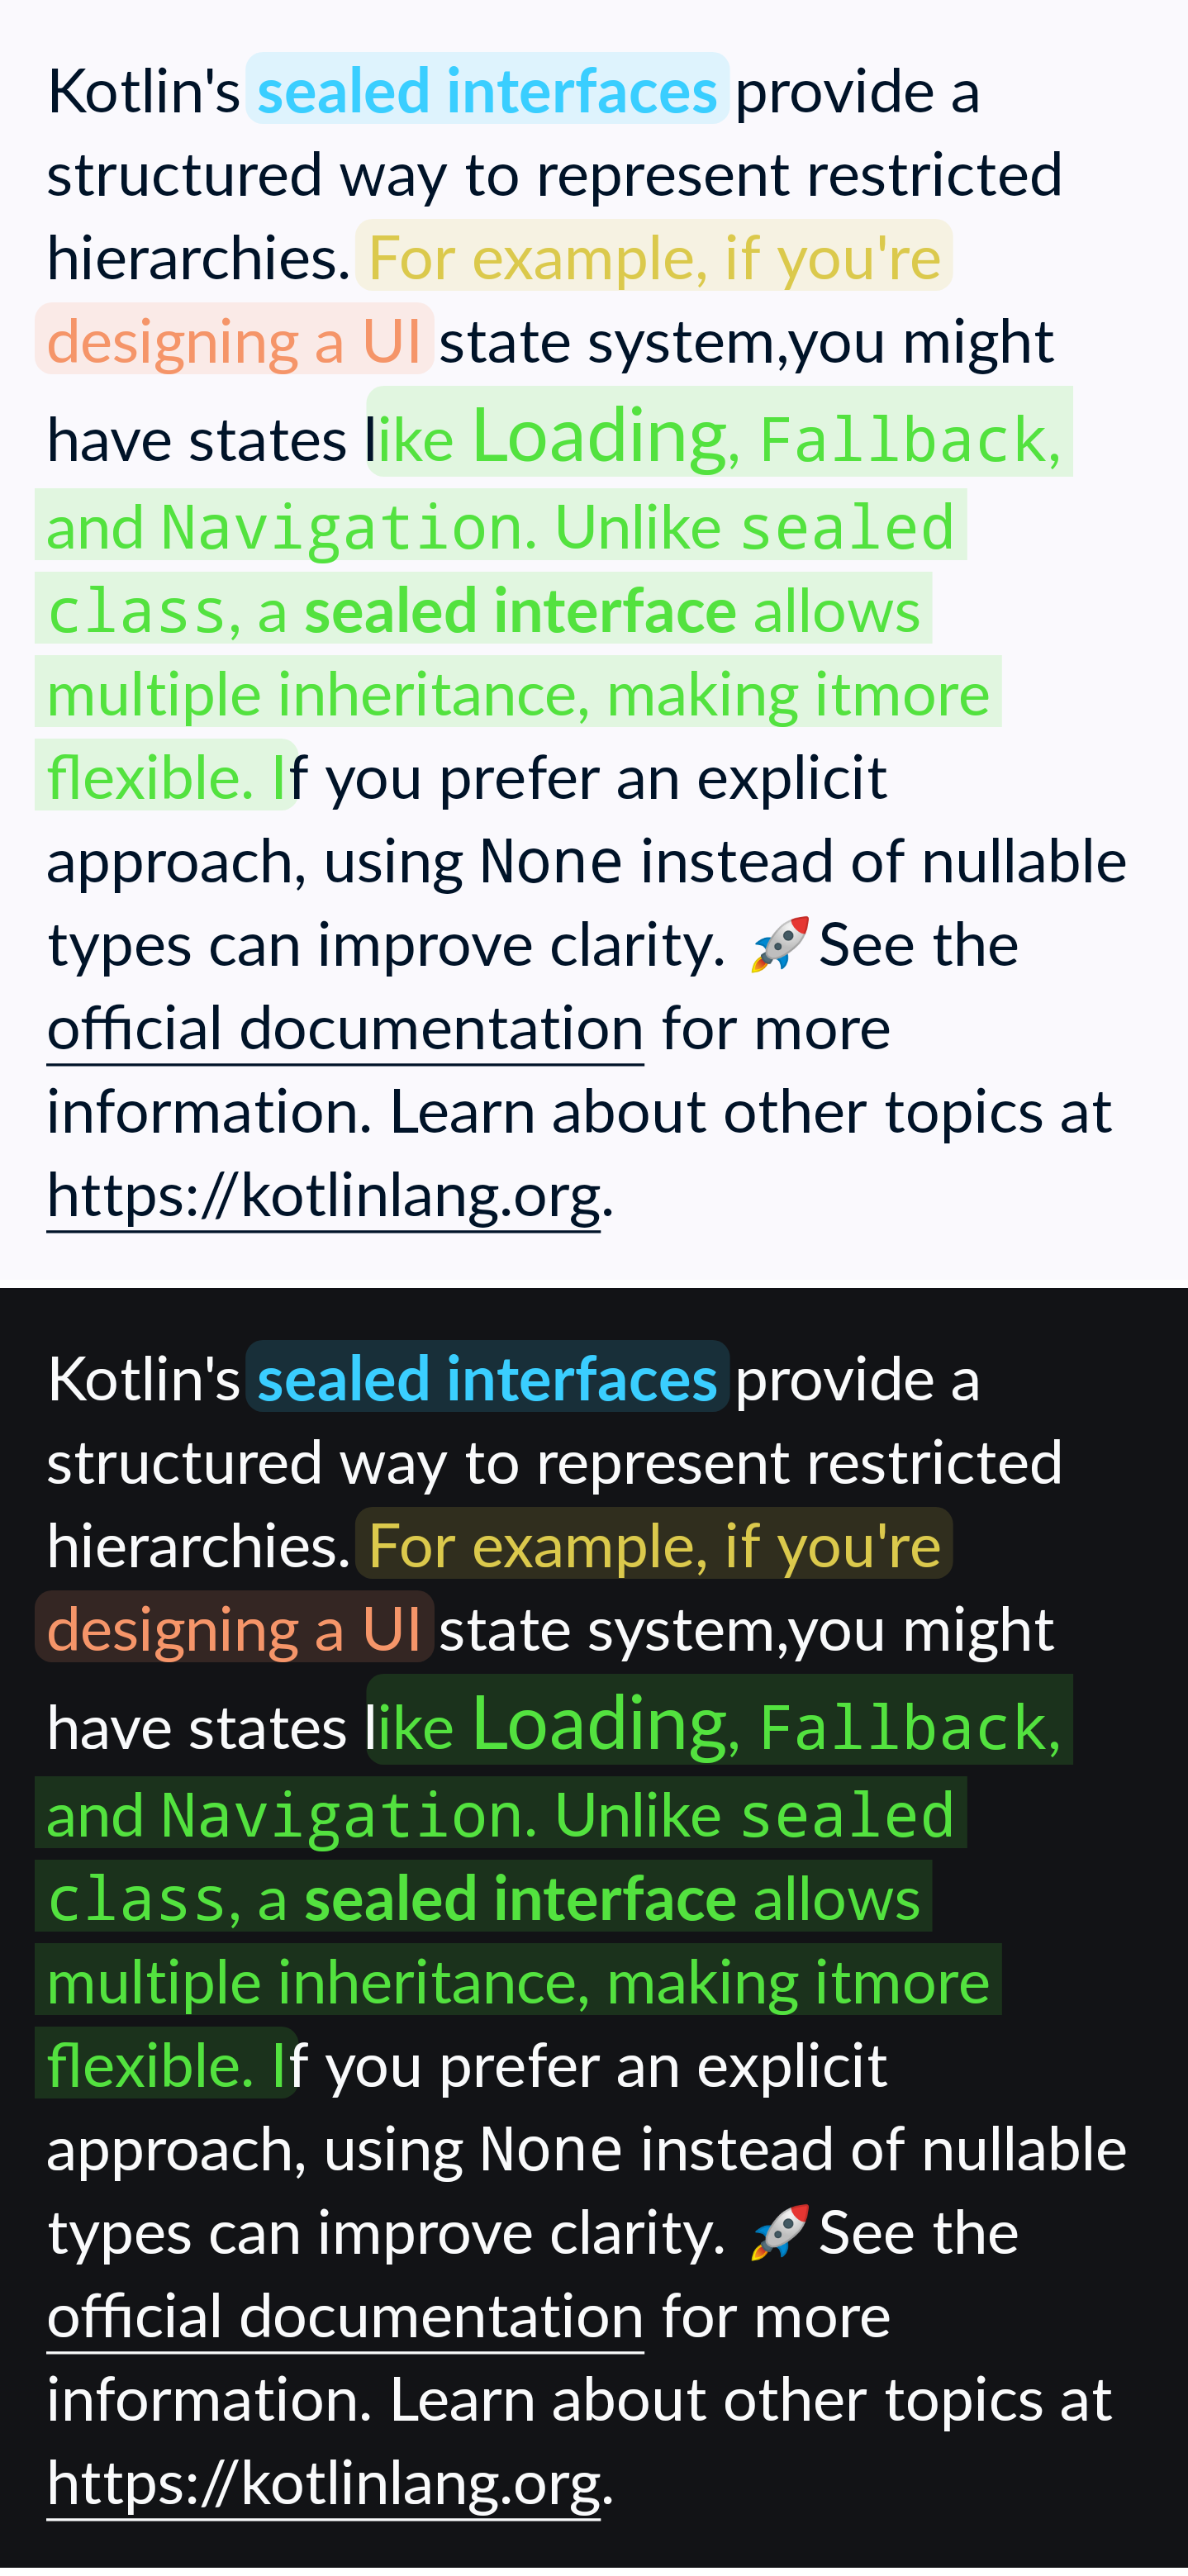 Kotlin's sealed interfaces provide a
structured way to represent restricted
hierarchies. For example, if you're
designing a UI state system,you might
have states like Loading, Fallback,
and Navigation. Unlike sealed
class, a sealed interface allows
multiple inheritance, making itmore
flexible. If you prefer an explicit
approach, using None instead of nullable
types can improve clarity. 🚀 See the
official documentation for more
information. Learn about other topics at
https://kotlinlang.org.
Kotlin's sealed interfaces provide a
structured way to represent restricted
hierarchies. For example, if you're
designing a UI state system,you might
have states like Loading, Fallback,
and Navigation. Unlike sealed
class, a sealed interface allows
multiple inheritance, making itmore
flexible. If you prefer an explicit
approach, using None instead of nullable
types can improve clarity. 🚀 See the
official documentation for more
information. Learn about other topics at
https://kotlinlang.org.